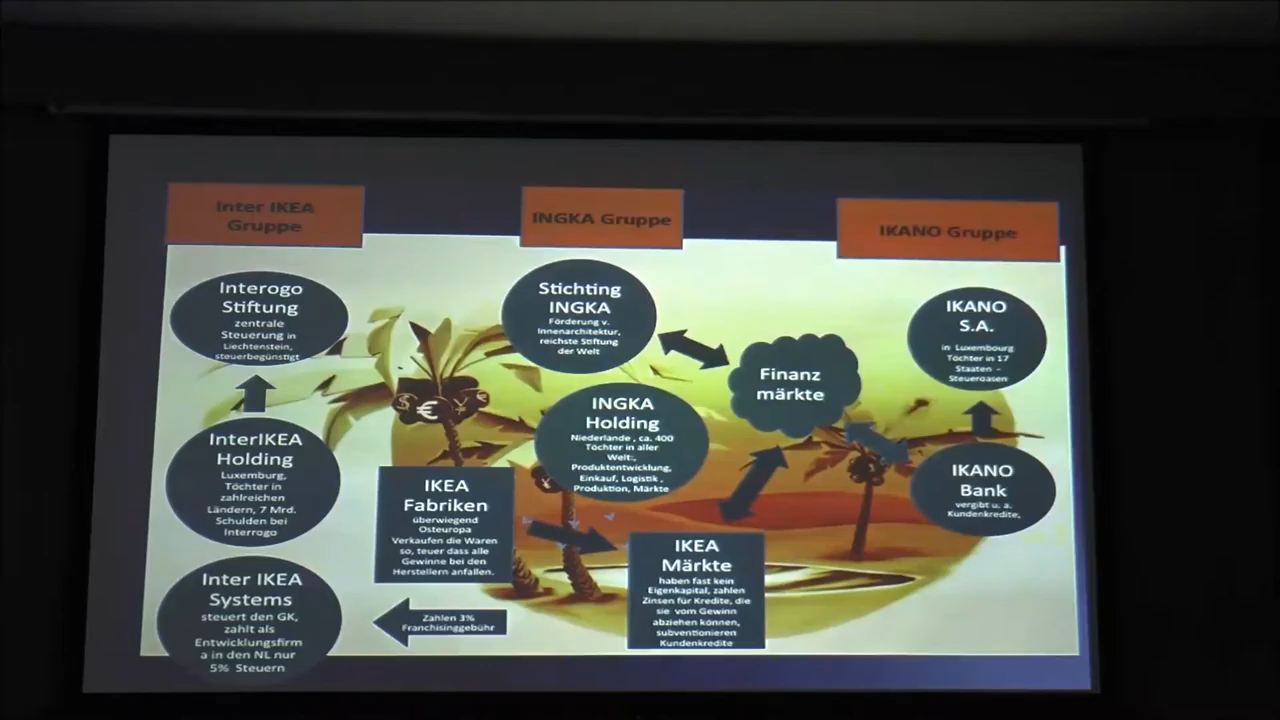 Inter IKEA
Gruppe
INGKA Gruppe
IKANO Gruppe
Interogo
Stiftung
zentrale
Steuerung in
Liechtenstein,
steuerbegünstigt
InterIKEA
Holding
Luxemburg,
Töchter in
zahlreichen
Ländern, 7 Mrd.
Schulden bei
Interrogo
Inter IKEA
Systems
steuert den GK,
zahlt als
Entwicklungsfirm
a in den NL nur
5% Steuern
Stichting
INGKA
Förderung v.
Innenarchitektur,
reichste Stiftung
der Welt
INGKA
Holding
Niederlande , ca. 400
Töchter in aller
Welt:,
Produktentwicklung,
Einkauf, Logistik ,
Produktion, Märkte
IKEA
Fabriken
überwiegend
Osteuropa
Verkaufen die Waren
so, teuer dass alle
Gewinne bei den
Herstellern anfallen.
Zahlen 3%
Franchisinggebühr
IKEA
Märkte
haben fast kein
Eigenkapital, zahlen
Zinsen für Kredite, die
sie vom Gewinn
abziehen können,
subventionieren
Kundenkredite
Finanz
märkte
IKANO
S.A.
in Luxembourg
Töchter in 17
Staaten –
Steueroasen
IKANO
Bank
vergibt u. a.
Kundenkredite,
$ € ¥ €
¥